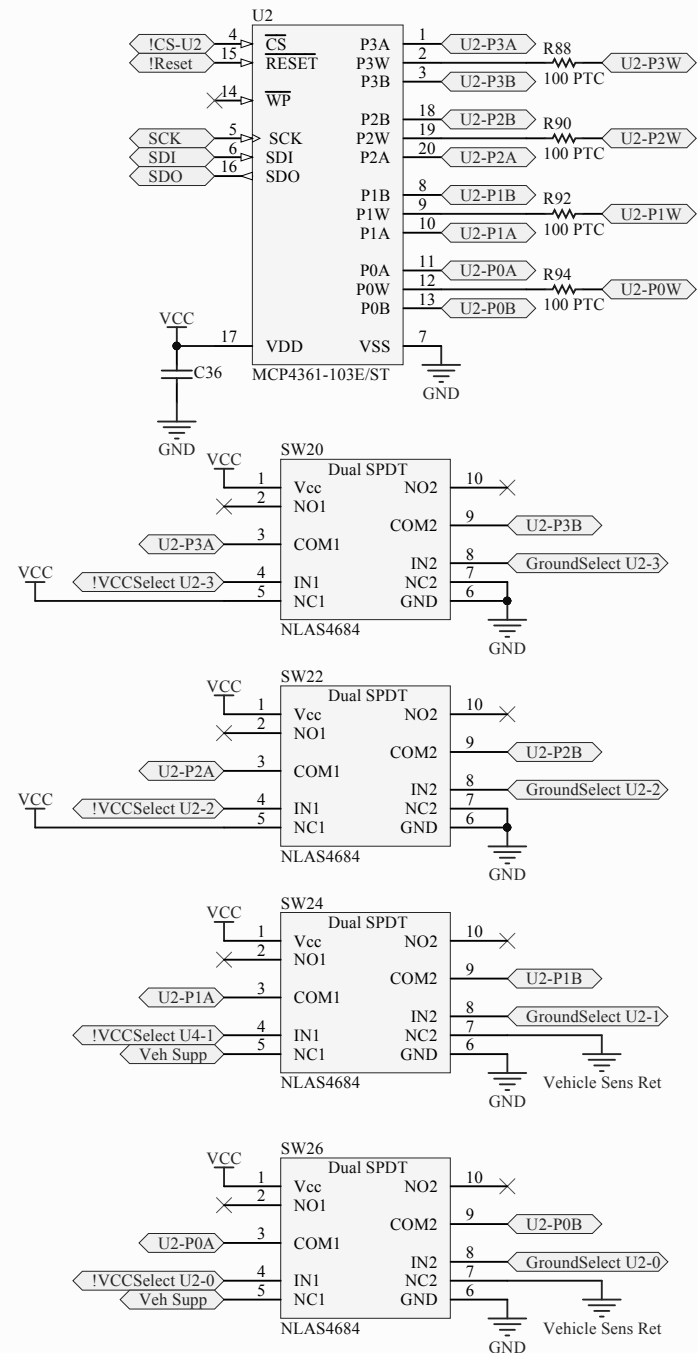 U2
!CS-U2 4 CS P3A 1 U2-P3A
!Reset 15 RESET P3W 2 R88 100 PTC U2-P3W
P3B 3 U2-P3B
14 WP
P2B 18 U2-P2B
SCK 5 SCK P2W 19 R90 100 PTC U2-P2W
SDI 6 SDI P2A 20 U2-P2A
SDO 16 SDO
P1B 8 U2-P1B
P1W 9 R92 100 PTC U2-P1W
P1A 10 U2-P1A
P0A 11 U2-P0A
P0W 12 R94 100 PTC U2-P0W
P0B 13 U2-P0B
VCC
17 VDD VSS 7
C36
MCP4361-103E/ST
GND
GND
SW20
VCC
Dual SPDT
1 Vcc NO2 10
2 NO1
COM2 9 U2-P3B
U2-P3A 3 COM1
IN2 8 GroundSelect U2-3
VCC
!VCCSelect U2-3 4 IN1 NC2 7
5 NC1 GND 6
NLAS4684
GND
SW22
VCC
Dual SPDT
1 Vcc NO2 10
2 NO1
COM2 9 U2-P2B
U2-P2A 3 COM1
IN2 8 GroundSelect U2-2
VCC
!VCCSelect U2-2 4 IN1 NC2 7
5 NC1 GND 6
NLAS4684
GND
SW24
VCC
Dual SPDT
1 Vcc NO2 10
2 NO1
COM2 9 U2-P1B
U2-P1A 3 COM1
IN2 8 GroundSelect U2-1
!VCCSelect U4-1 4 IN1 NC2 7
Veh Supp 5 NC1 GND 6
NLAS4684
Vehicle Sens Ret
GND
SW26
VCC
Dual SPDT
1 Vcc NO2 10
2 NO1
COM2 9 U2-P0B
U2-P0A 3 COM1
IN2 8 GroundSelect U2-0
!VCCSelect U2-0 4 IN1 NC2 7
Veh Supp 5 NC1 GND 6
NLAS4684
Vehicle Sens Ret
GND